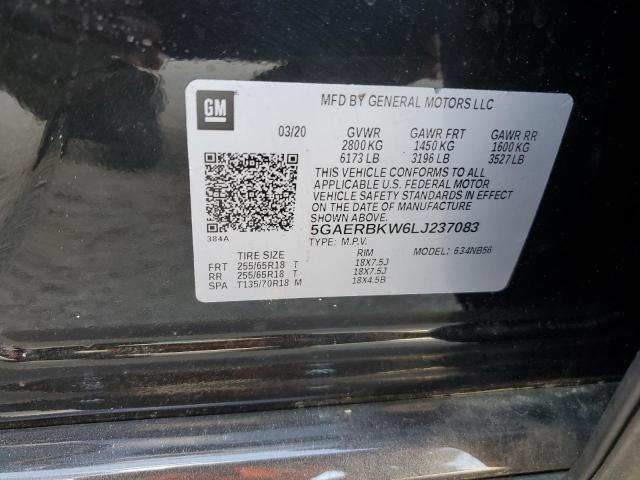 GM
MFD BY GENERAL MOTORS LLC
03/20 GVWR GAWR FRT GAWR RR
2800 KG 1450 KG 1600 KG
6173 LB 3196 LB 3527 LB
THIS VEHICLE CONFORMS TO ALL
APPLICABLE U.S. FEDERAL MOTOR
VEHICLE SAFETY STANDARDS IN EFFECT
ON THE DATE OF MANUFACTURE
SHOWN ABOVE.
384A
5GAERBKW6LJ237083
TYPE: M.P.V. MODEL: 634NB56
TIRE SIZE RIM
FRT 255/65R18 T 18X7.5J
RR 255/65R18 T 18X7.5J
SPA T135/70R18 M 18X4.5B